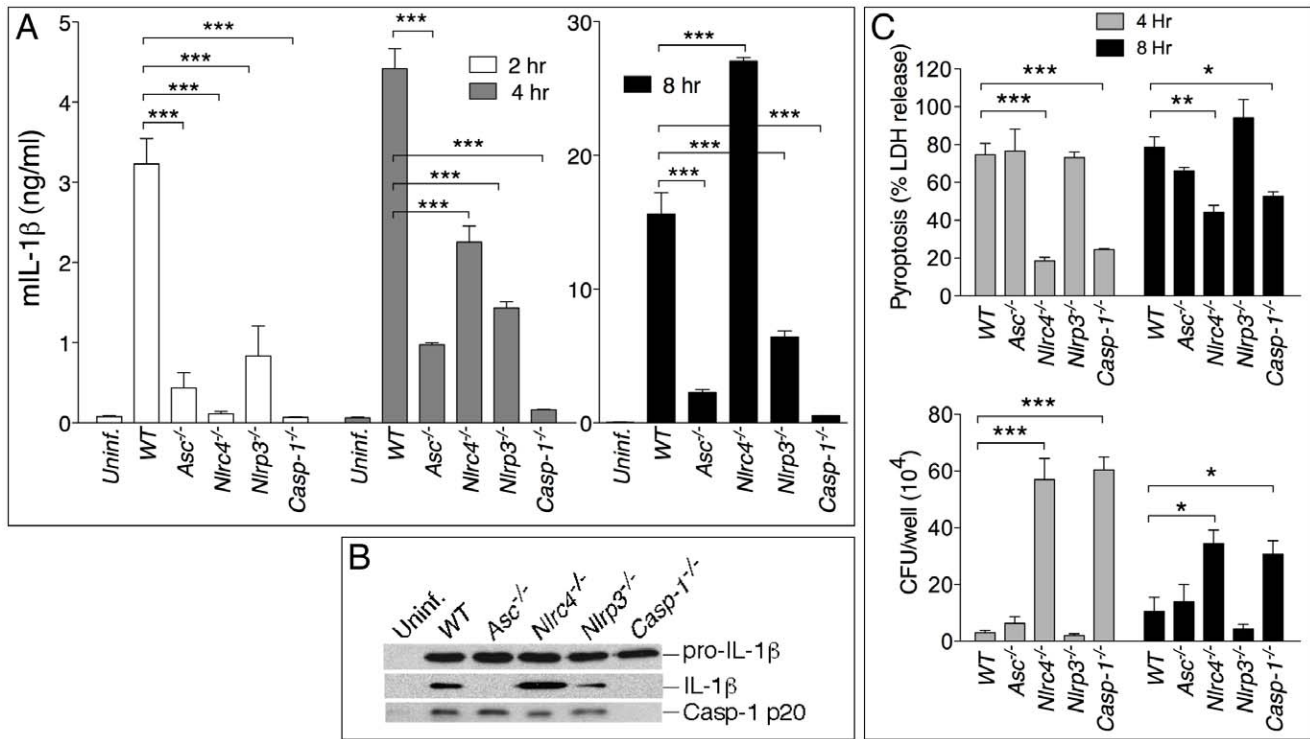 A
mIL-1β (ng/ml)
5
4
3
2
1
0
***
***
***
***
***
***
***
***
2 hr
4 hr
Uninf.
WT
Asc-/-
Nlrc4-/-
Nlrp3-/-
Casp-1-/-
Uninf.
WT
Asc-/-
Nlrc4-/-
Nlrp3-/-
Casp-1-/-
30
20
10
0
8 hr
***
***
***
***
Uninf.
WT
Asc-/-
Nlrc4-/-
Nlrp3-/-
Casp-1-/-
B
Uninf.
WT
Asc-/-
Nlrc4-/-
Nlrp3-/-
Casp-1-/-
pro-IL-1β
IL-1β
Casp-1 p20
C
4 Hr
8 Hr
Pyroptosis (% LDH release)
120
100
80
60
40
20
0
***
***
*
**
WT
Asc-/-
Nlrc4-/-
Nlrp3-/-
Casp-1-/-
WT
Asc-/-
Nlrc4-/-
Nlrp3-/-
Casp-1-/-
CFU/well (10^4)
80
60
40
20
0
***
***
*
*
WT
Asc-/-
Nlrc4-/-
Nlrp3-/-
Casp-1-/-
WT
Asc-/-
Nlrc4-/-
Nlrp3-/-
Casp-1-/-